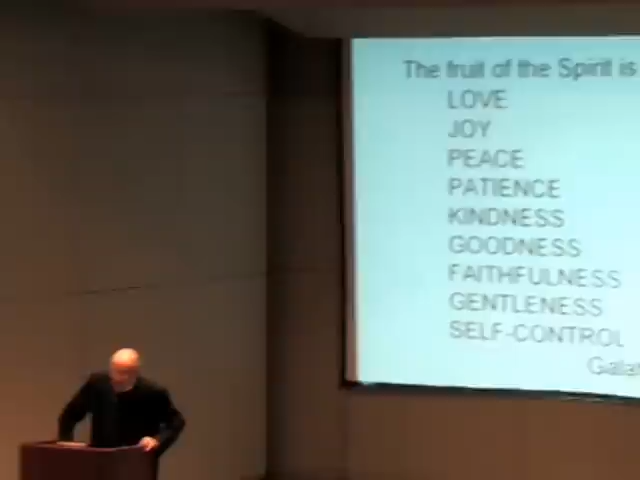 The fruit of the Spirit is
LOVE
JOY
PEACE
PATIENCE
KINDNESS
GOODNESS
FAITHFULNESS
GENTLENESS
SELF-CONTROL